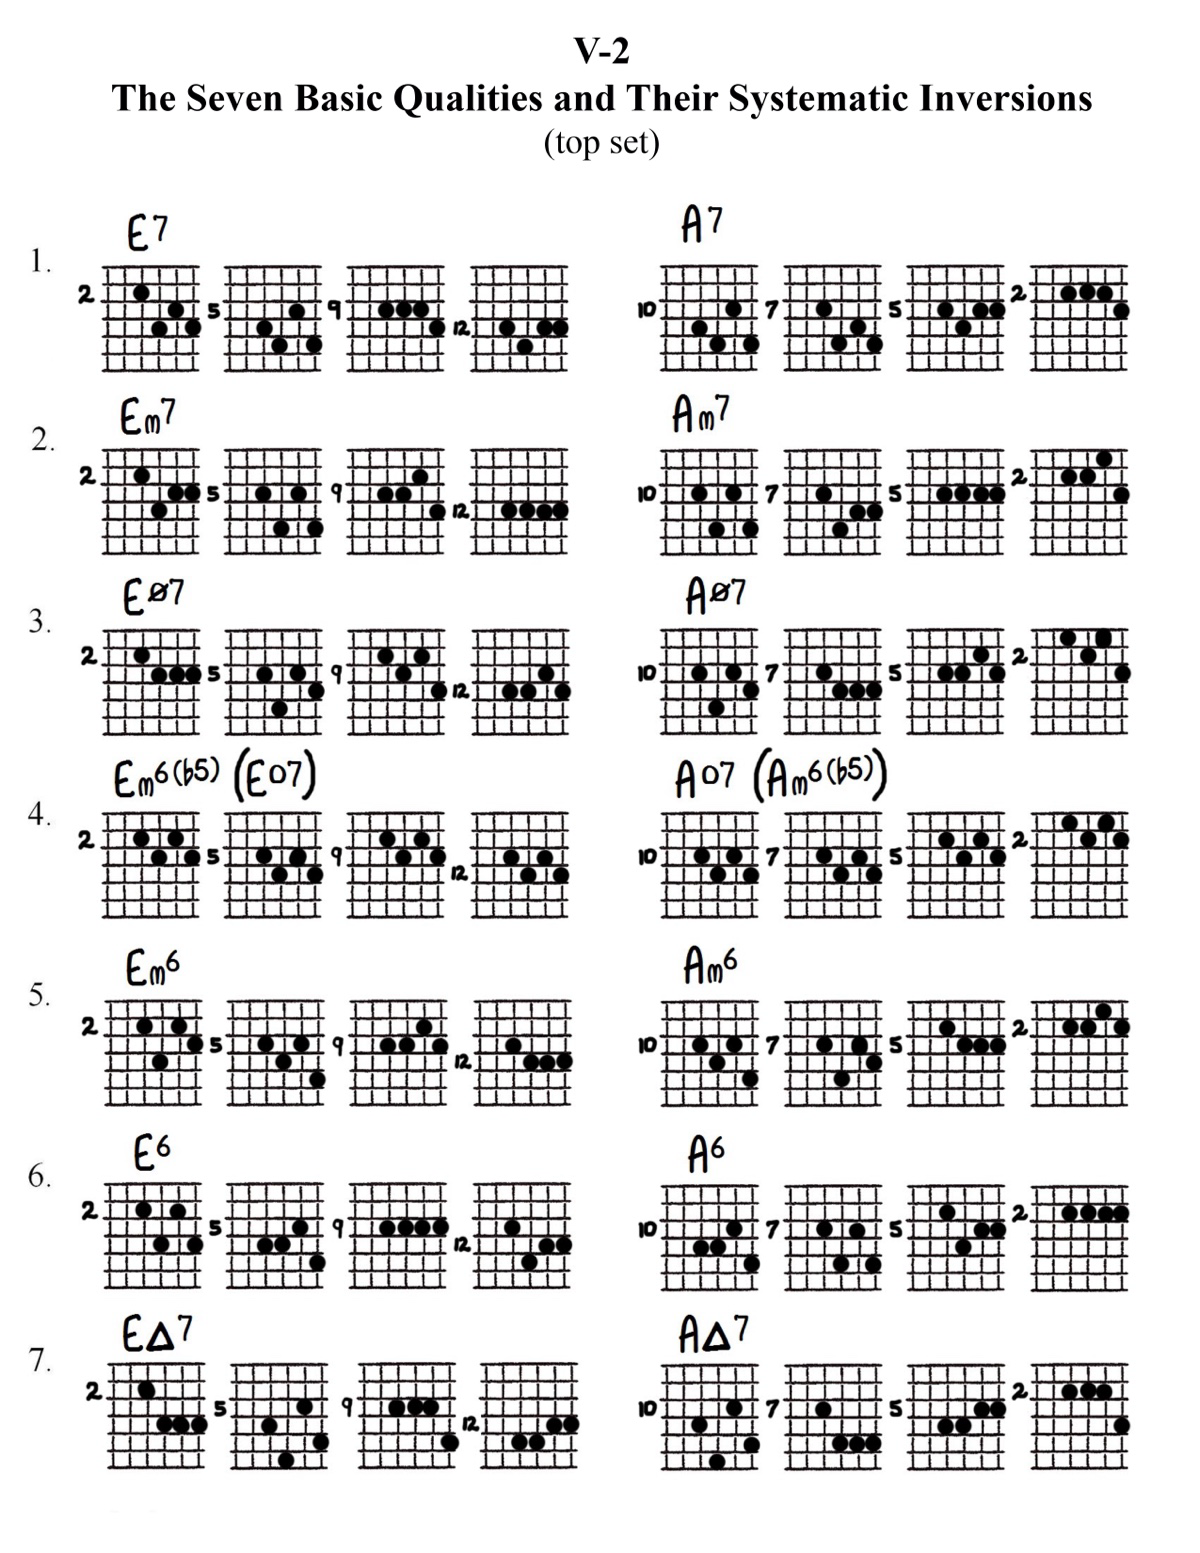 V-2
The Seven Basic Qualities and Their Systematic Inversions
(top set)
1.
E7
A7
2 5 9 12
10 7 5 2
2.
Em7
Am7
2 5 9 12
10 7 5 2
3.
Eø7
Aø7
2 5 9 12
10 7 5 2
4.
Em6(b5) (Eo7)
Ao7 (Am6(b5))
2 5 9 12
10 7 5 2
5.
Em6
Am6
2 5 9 12
10 7 5 2
6.
E6
A6
2 5 9 12
10 7 5 2
7.
E△7
A△7
2 5 9 12
10 7 5 2